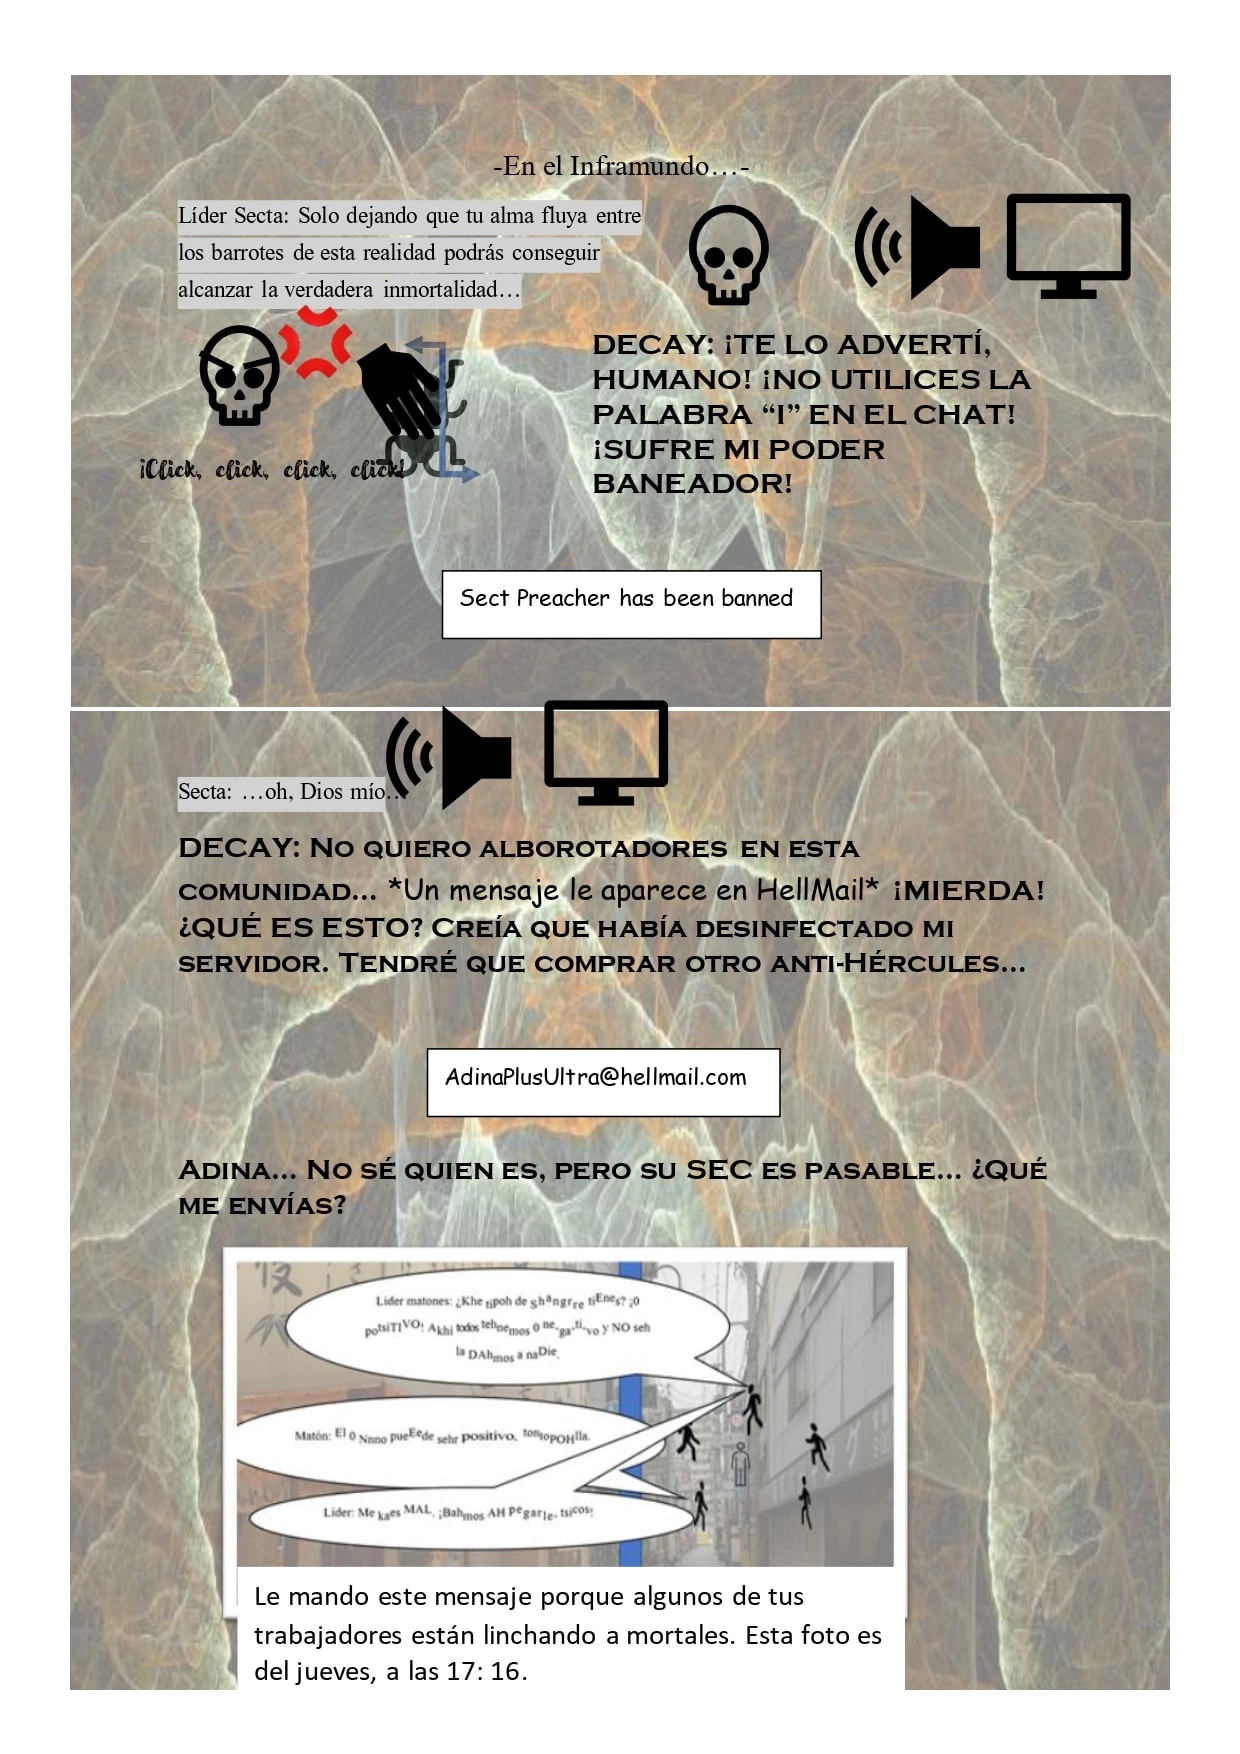 -En el Inframundo…-
Líder Secta: Solo dejando que tu alma fluya entre
los barrotes de esta realidad podrás conseguir
alcanzar la verdadera inmortalidad…
DECAY: ¡TE LO ADVERTÍ,
HUMANO! ¡NO UTILICES LA
PALABRA “I” EN EL CHAT!
¡SUFRE MI PODER
BANEADOR!
¡Click, click, click, click!
Sect Preacher has been banned
Secta: …oh, Dios mío…
DECAY: No quiero alborotadores en esta
comunidad… *Un mensaje le aparece en HellMail* ¡MIERDA!
¿QUÉ ES ESTO? Creía que había desinfectado mi
servidor. Tendré que comprar otro anti-Hércules…
AdinaPlusUltra@hellmail.com
Adina… No sé quien es, pero su SEC es pasable… ¿Qué
me envías?
Lider matones: ¿Khe tipoh de shangrre tiEnes? ¡0
potsiTIVO! Akhi todos tehnemos 0 ne-ga-ti-vo y NO seh
la DAhmos a naDie.
Matón: El 0 Nnno pueEede sehr positivo, tontopOHlla.
Lider: Me kaes MAL. ¡Bahmos AH pegarle, tsicos!
Le mando este mensaje porque algunos de tus
trabajadores están linchando a mortales. Esta foto es
del jueves, a las 17: 16.